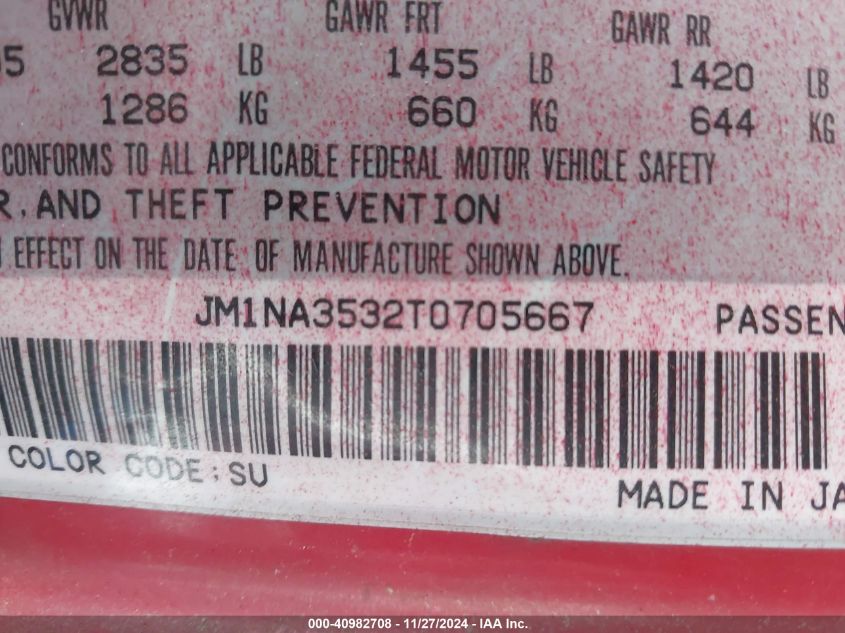 GVWR GAWR FRT GAWR RR
05 2835 LB 1455 LB 1420 LB
1286 KG 660 KG 644 KG
CONFORMS TO ALL APPLICABLE FEDERAL MOTOR VEHICLE SAFETY
R.AND THEFT PREVENTION
EFFECT ON THE DATE OF MANUFACTURE SHOWN ABOVE.
JM1NA3532T0705667 PASSEN
COLOR CODE:SU
MADE IN JA
000-40982708 - 11/27/2024 - IAA Inc.